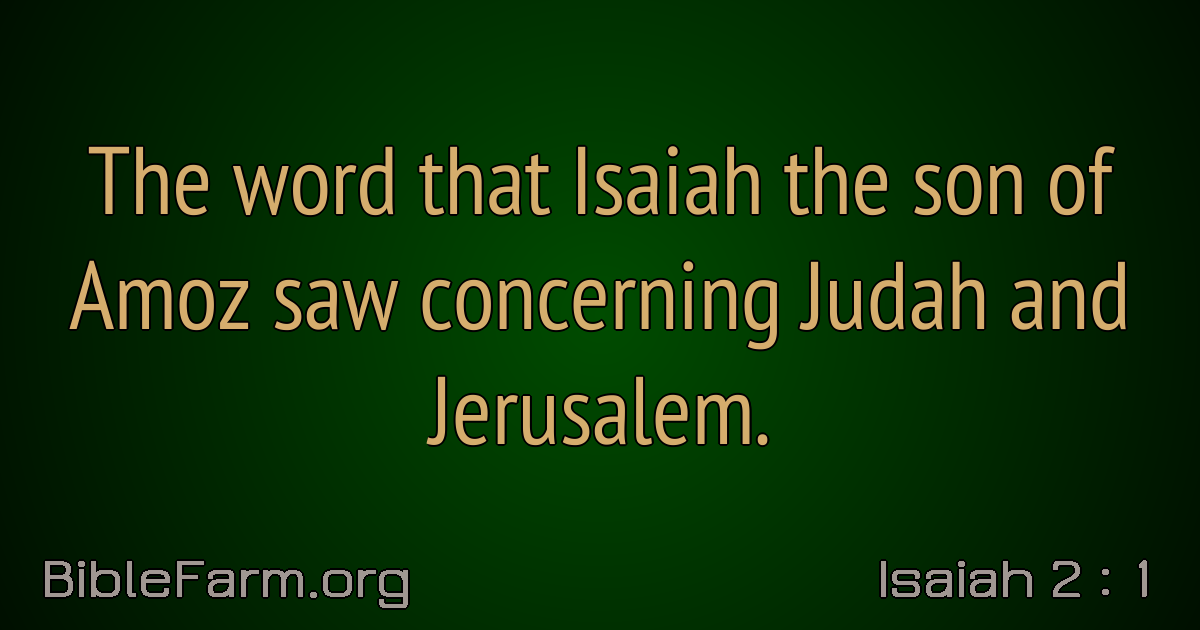 The word that Isaiah the son of
Amoz saw concerning Judah and
Jerusalem.
BibleFarm.org
Isaiah 2 : 1